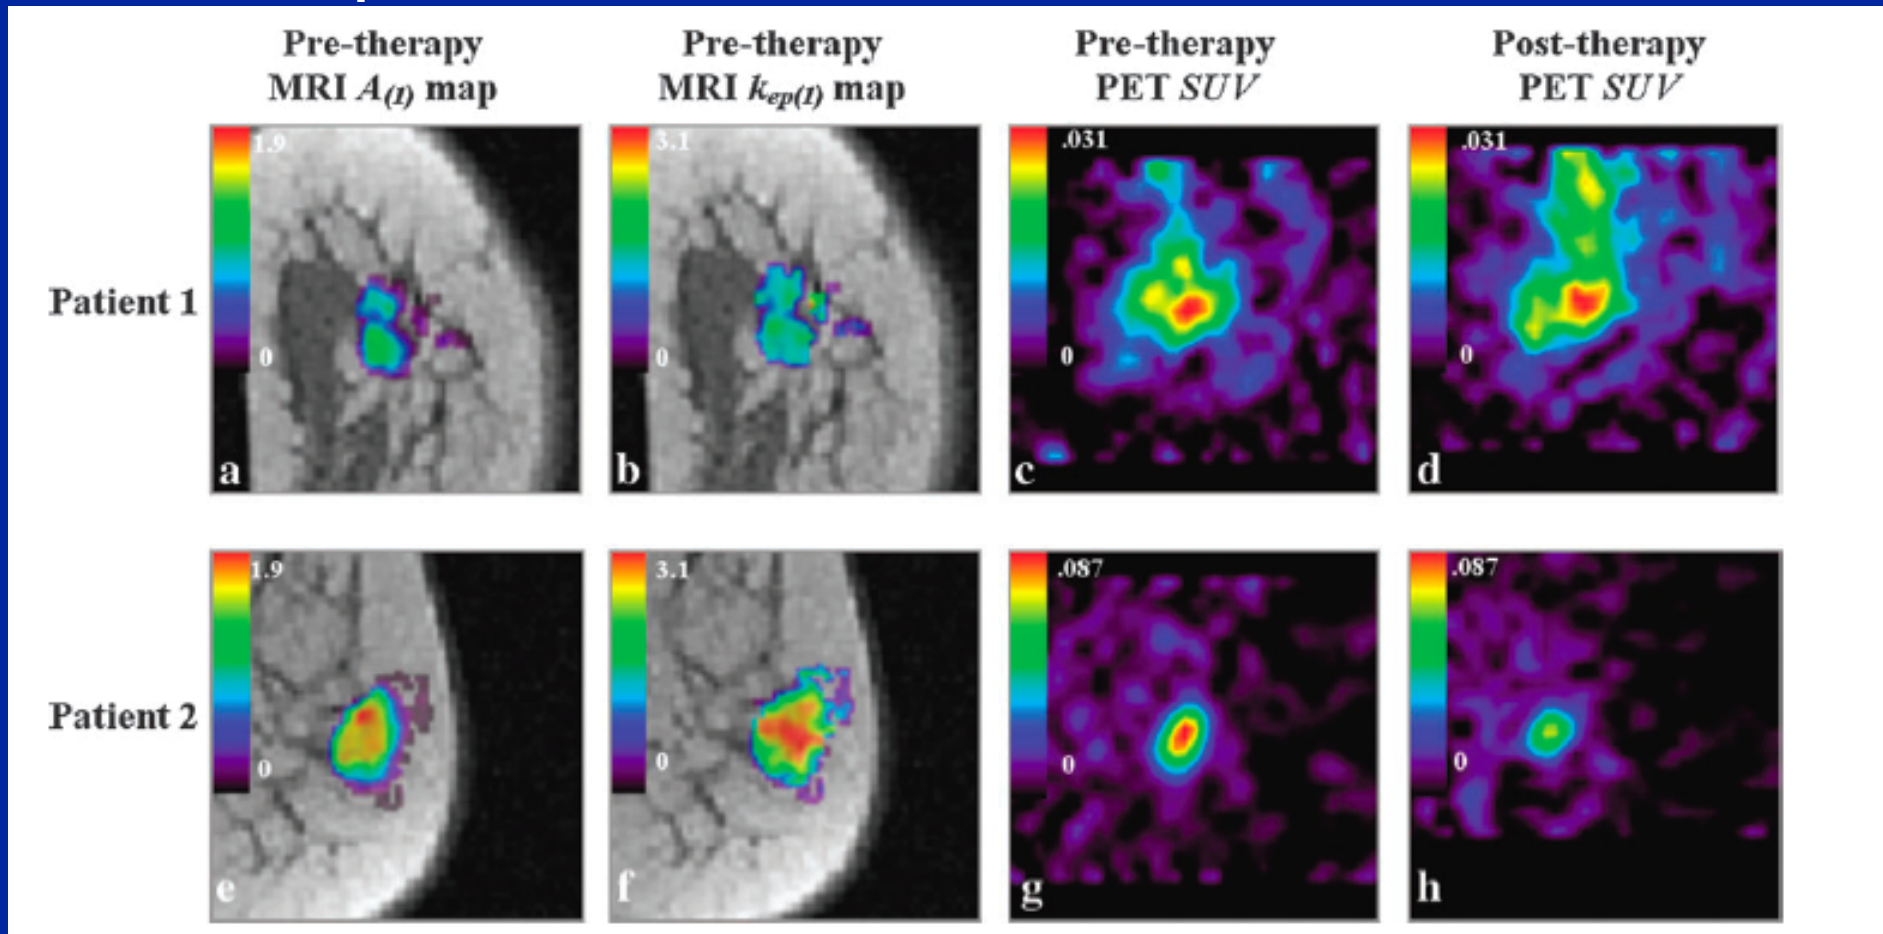 Pre-therapy
MRI A(1) map
Pre-therapy
MRI kep(1) map
Pre-therapy
PET SUV
Post-therapy
PET SUV
Patient 1
1.9
0
a
3.1
0
b
.031
0
c
.031
0
d
Patient 2
1.9
0
e
3.1
0
f
.087
0
g
.087
0
h